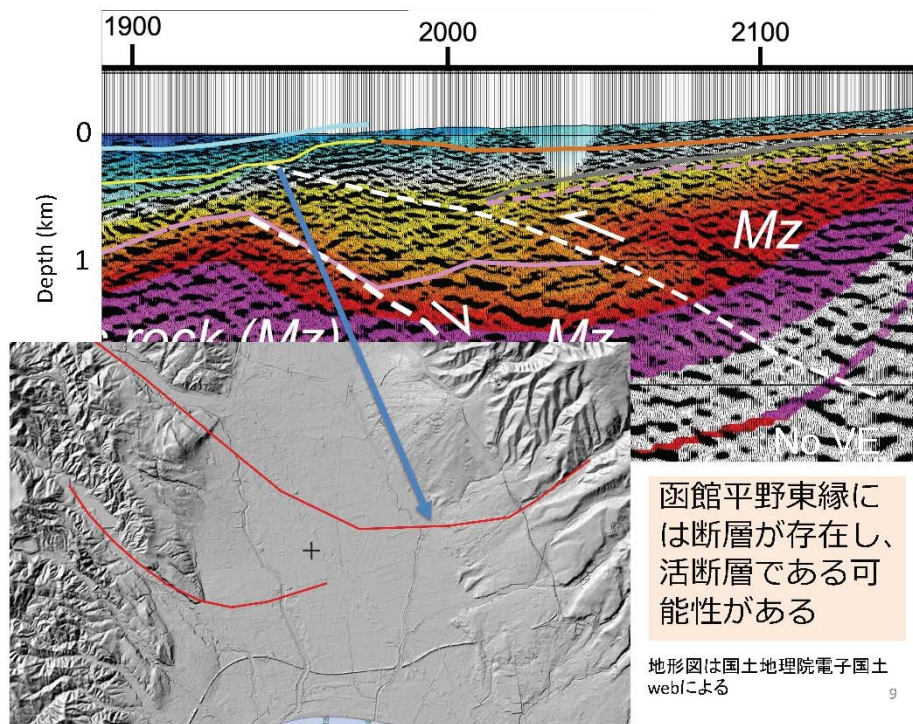 1900 2000 2100
0
Depth (km)
1
Mz
rock (Mz)
Mz
No VE
函館平野東縁に
は断層が存在し、
活断層である可
能性がある
地形図は国土地理院電子国土
webによる
9